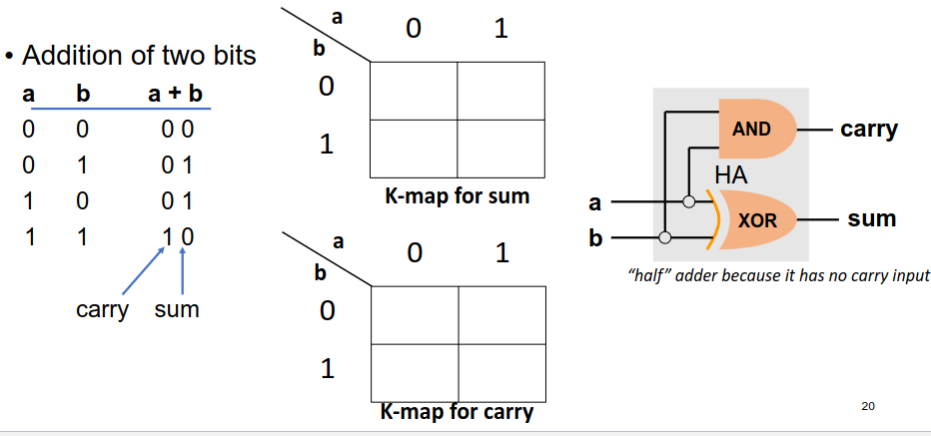 • Addition of two bits
a b a + b
0 0 0 0
0 1 0 1
1 0 0 1
1 1 1 0
carry sum
a
b
0 1
0
1
K-map for sum
a
b
0 1
0
1
K-map for carry
AND
carry
HA
a
XOR
sum
b
"half" adder because it has no carry input
20